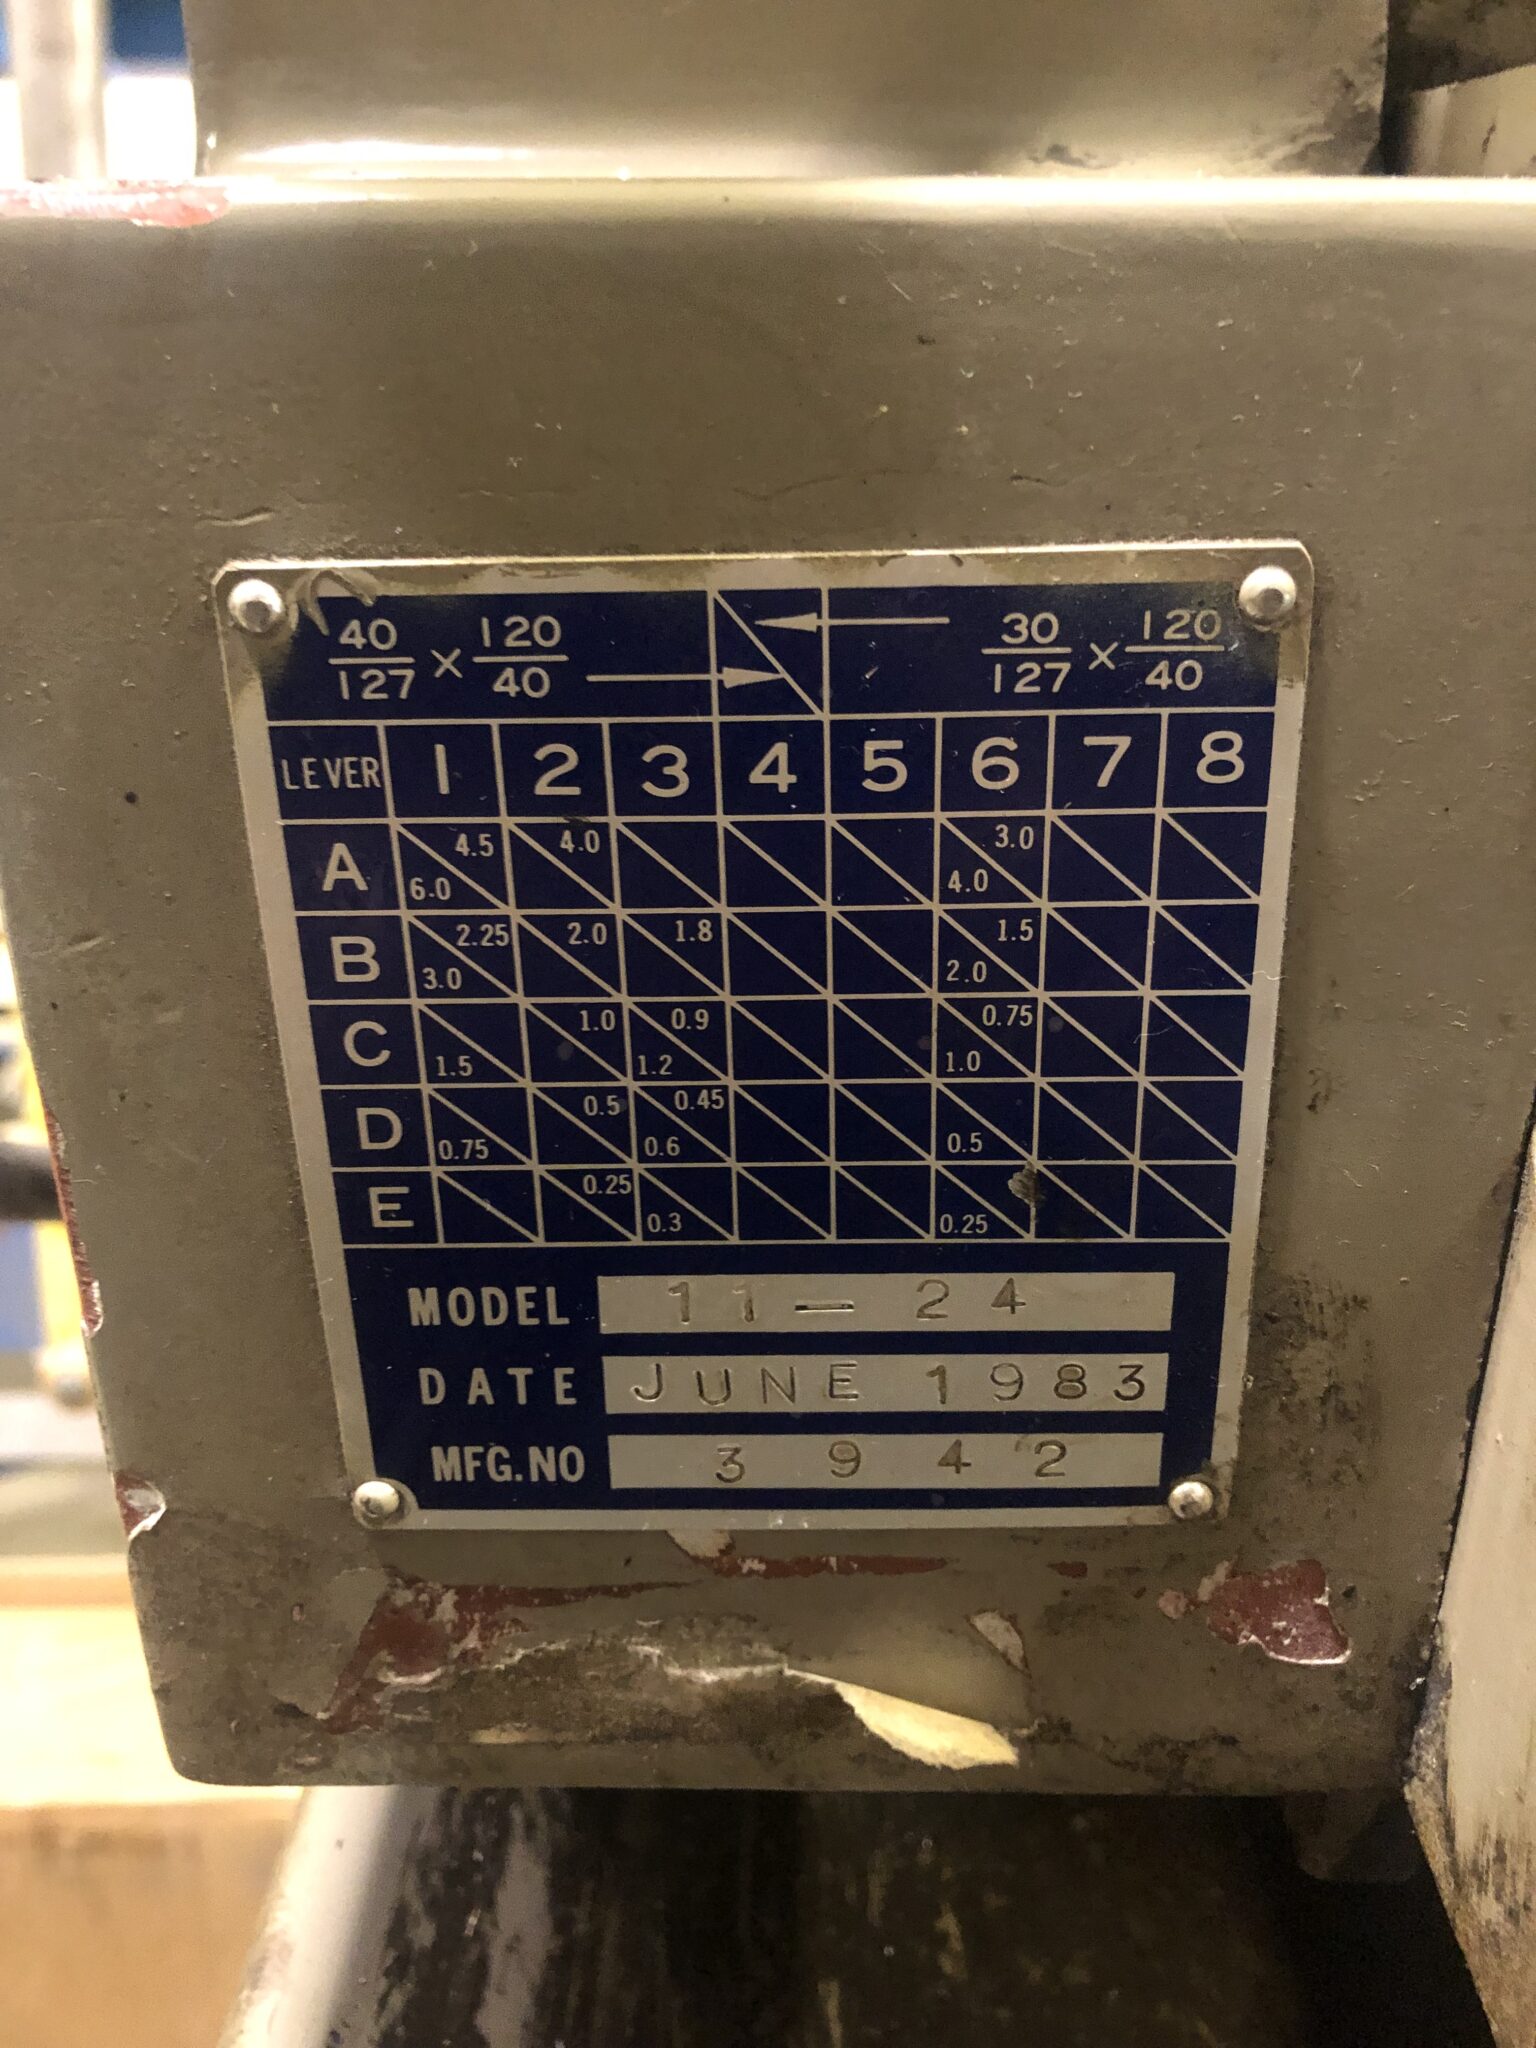 40/127 × 120/40 30/127 × 120/40
LEVER 1 2 3 4 5 6 7 8
A 6.0 4.5 4.0 4.0 3.0
B 3.0 2.25 2.0 1.8 2.0 1.5
C 1.5 1.0 1.2 0.9 1.0 0.75
D 0.75 0.5 0.6 0.45 0.5
E 0.25 0.3 0.25
MODEL 11-24
DATE JUNE 1983
MFG.NO 3942